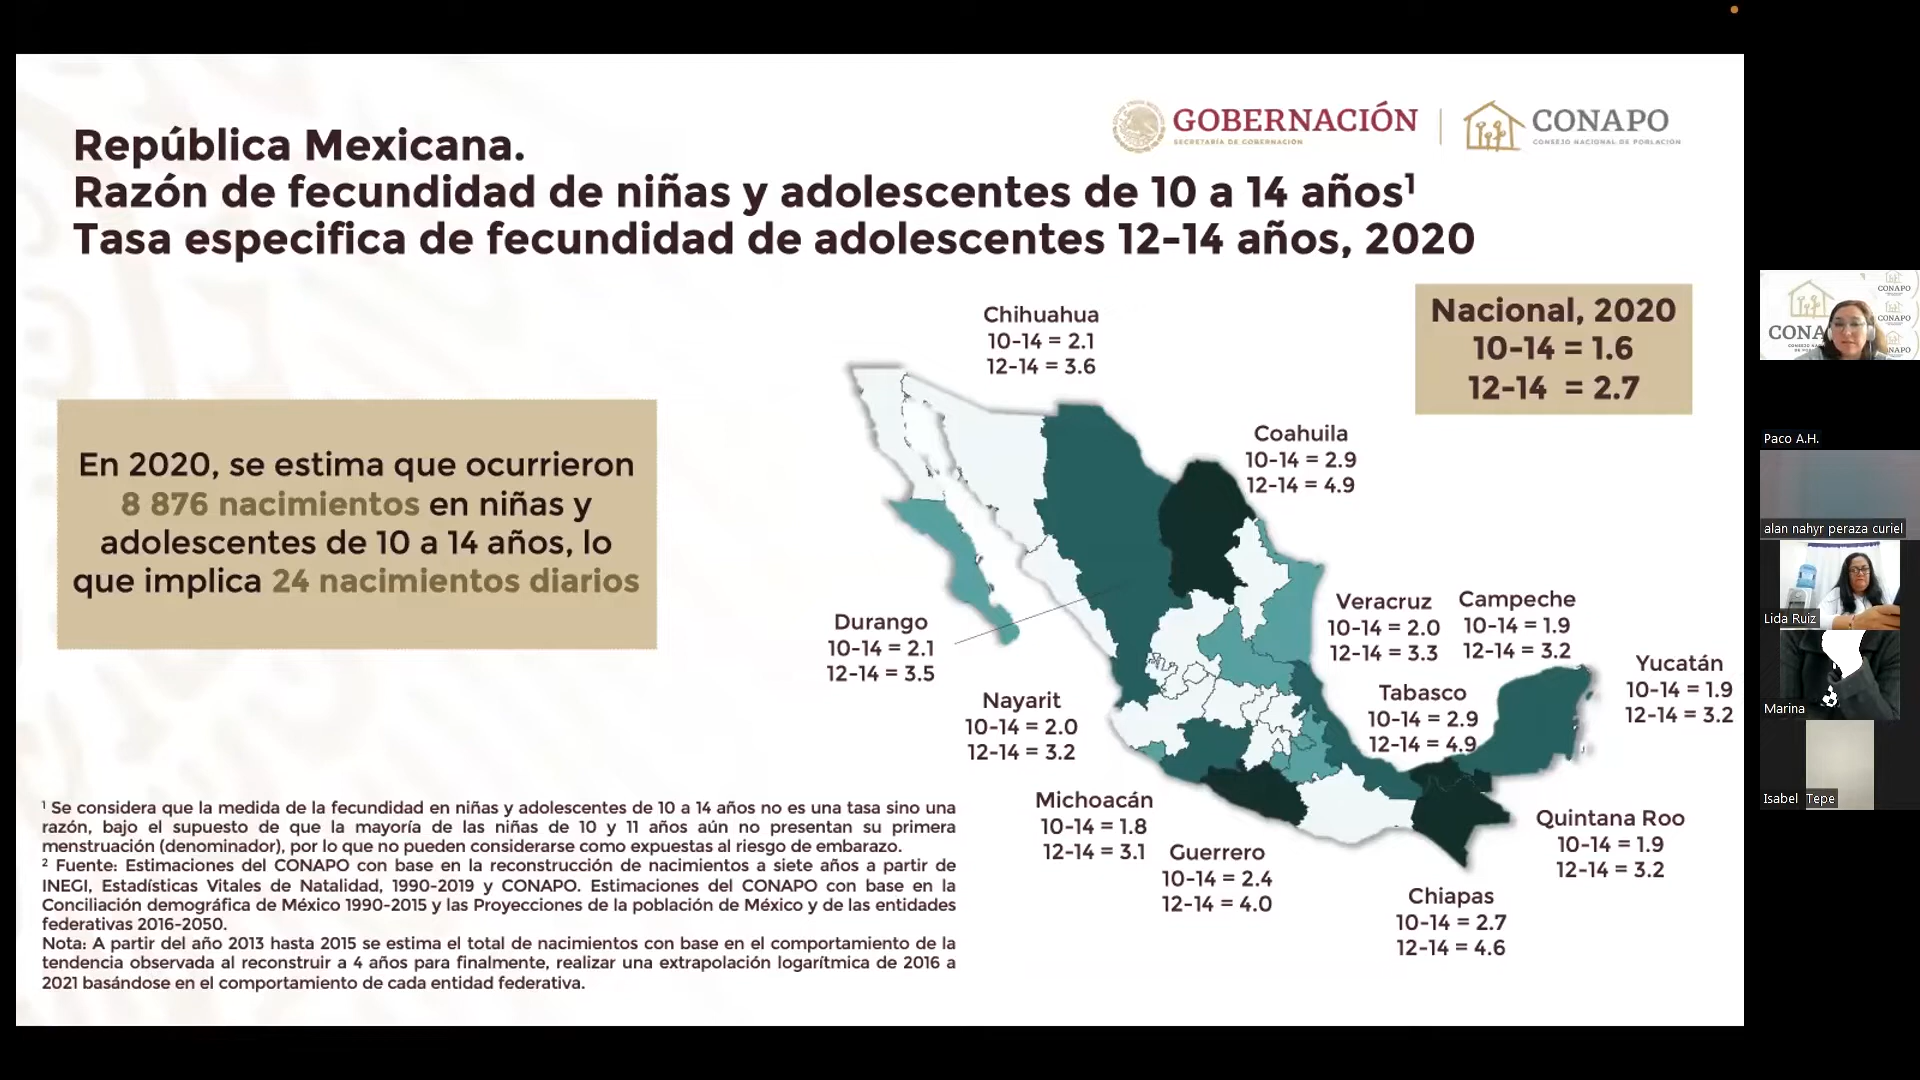 GOBERNACIÓN
SECRETARÍA DE GOBERNACIÓN
CONAPO
CONSEJO NACIONAL DE POBLACIÓN
República Mexicana.
Razón de fecundidad de niñas y adolescentes de 10 a 14 años¹
Tasa especifica de fecundidad de adolescentes 12-14 años, 2020
Nacional, 2020
10-14 = 1.6
12-14 = 2.7
En 2020, se estima que ocurrieron
8 876 nacimientos en niñas y
adolescentes de 10 a 14 años, lo
que implica 24 nacimientos diarios
Chihuahua
10-14 = 2.1
12-14 = 3.6
Coahuila
10-14 = 2.9
12-14 = 4.9
Durango
10-14 = 2.1
12-14 = 3.5
Nayarit
10-14 = 2.0
12-14 = 3.2
Veracruz
10-14 = 2.0
12-14 = 3.3
Campeche
10-14 = 1.9
12-14 = 3.2
Yucatán
10-14 = 1.9
12-14 = 3.2
Tabasco
10-14 = 2.9
12-14 = 4.9
Michoacán
10-14 = 1.8
12-14 = 3.1
Guerrero
10-14 = 2.4
12-14 = 4.0
Quintana Roo
10-14 = 1.9
12-14 = 3.2
Chiapas
10-14 = 2.7
12-14 = 4.6
¹ Se considera que la medida de la fecundidad en niñas y adolescentes de 10 a 14 años no es una tasa sino una
razón, bajo el supuesto de que la mayoría de las niñas de 10 y 11 años aún no presentan su primera
menstruación (denominador), por lo que no pueden considerarse como expuestas al riesgo de embarazo.
² Fuente: Estimaciones del CONAPO con base en la reconstrucción de nacimientos a siete años a partir de
INEGI, Estadísticas Vitales de Natalidad, 1990-2019 y CONAPO. Estimaciones del CONAPO con base en la
Conciliación demográfica de México 1990-2015 y las Proyecciones de la población de México y de las entidades
federativas 2016-2050.
Nota: A partir del año 2013 hasta 2015 se estima el total de nacimientos con base en el comportamiento de la
tendencia observada al reconstruir a 4 años para finalmente, realizar una extrapolación logarítmica de 2016 a
2021 basándose en el comportamiento de cada entidad federativa.
CONAPO
CONAPO
Paco A.H.
alan nahyr peraza curiel
Lida Ruiz
Marina
Isabel Tepe